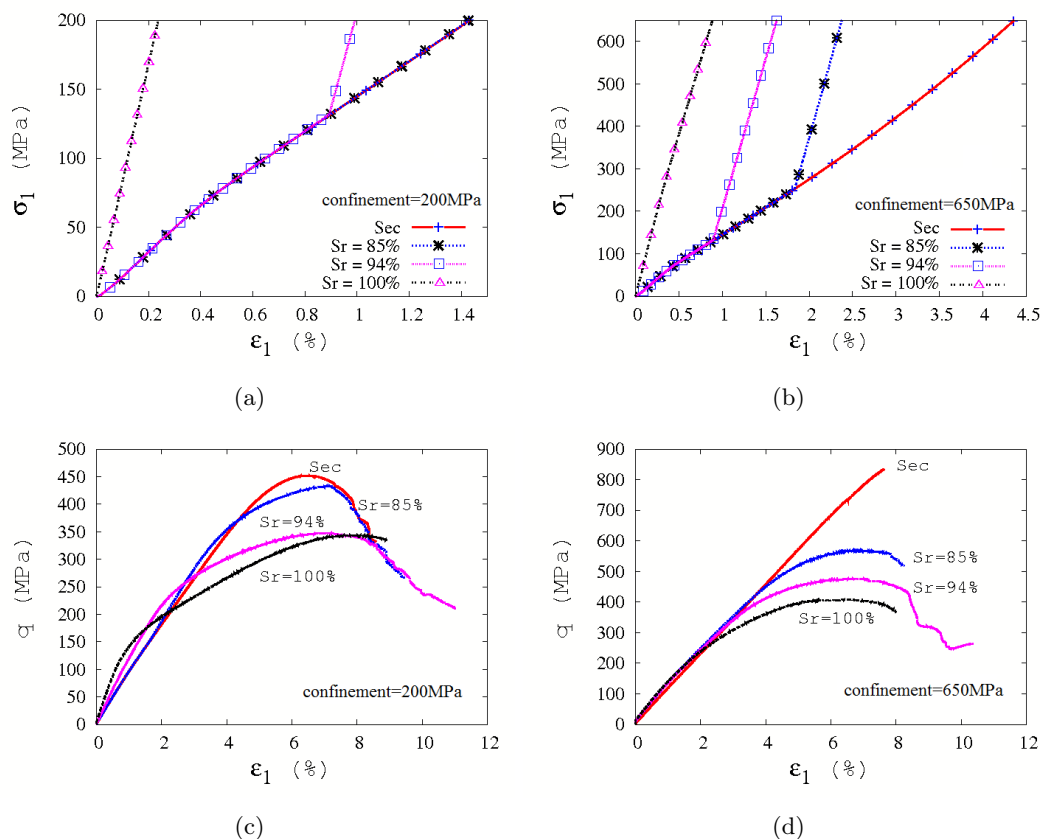 200
150
100
50
0
σ1 (MPa)
confinement=200MPa
Sec
Sr = 85%
Sr = 94%
Sr = 100%
0 0.2 0.4 0.6 0.8 1 1.2 1.4
ε1 (%)
(a)
600
500
400
300
200
100
0
σ1 (MPa)
confinement=650MPa
Sec
Sr = 85%
Sr = 94%
Sr = 100%
0 0.5 1 1.5 2 2.5 3 3.5 4 4.5
ε1 (%)
(b)
500
450
400
350
300
250
200
150
100
50
0
q (MPa)
Sec
Sr=85%
Sr=94%
Sr=100%
confinement=200MPa
0 2 4 6 8 10 12
ε1 (%)
(c)
900
800
700
600
500
400
300
200
100
0
q (MPa)
Sec
Sr=85%
Sr=94%
Sr=100%
confinement=650MPa
0 2 4 6 8 10 12
ε1 (%)
(d)